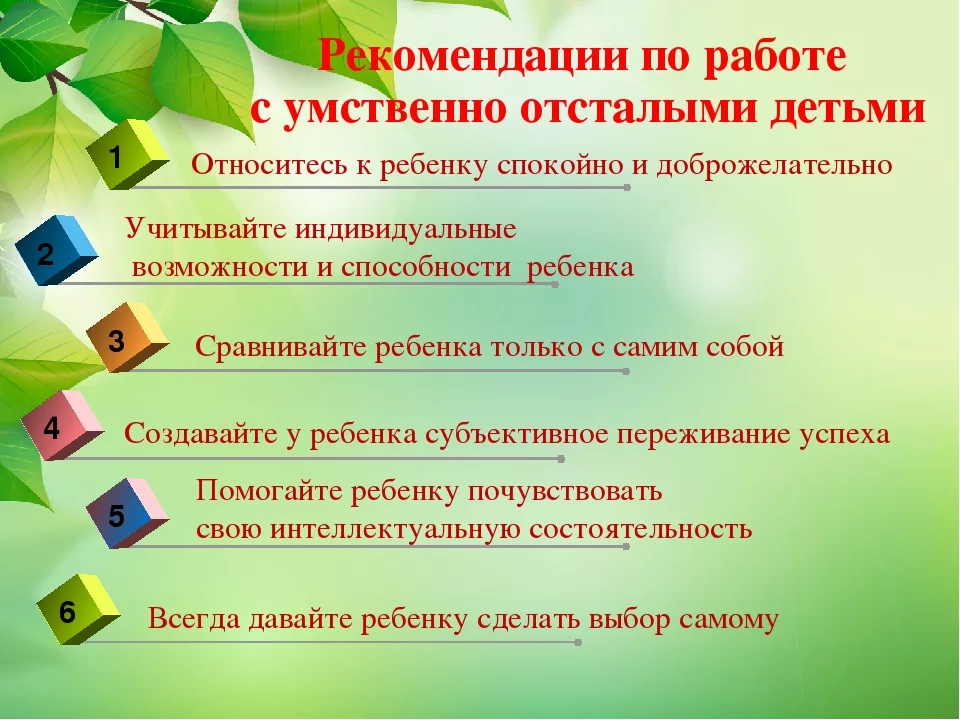 Рекомендации по работе
с умственно отсталыми детьми
1
Относитесь к ребенку спокойно и доброжелательно
2
Учитывайте индивидуальные
возможности и способности ребенка
3
Сравнивайте ребенка только с самим собой
4
Создавайте у ребенка субъективное переживание успеха
5
Помогайте ребенку почувствовать
свою интеллектуальную состоятельность
6
Всегда давайте ребенку сделать выбор самому